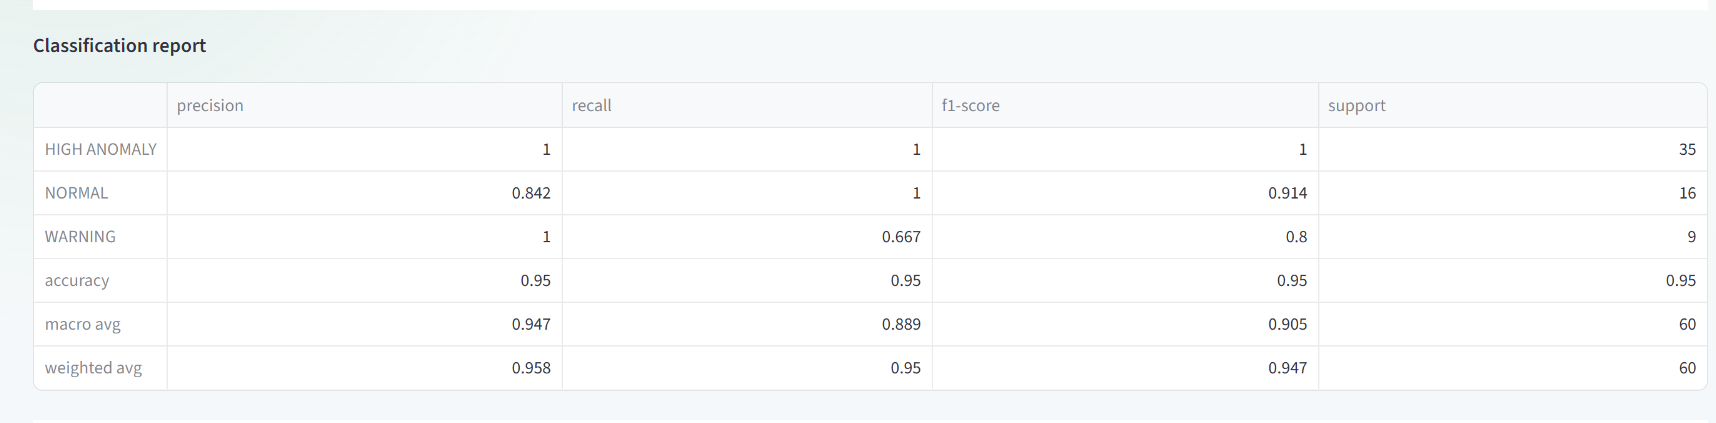 Classification report
precision recall f1-score support
HIGH ANOMALY 1 1 1 35
NORMAL 0.842 1 0.914 16
WARNING 1 0.667 0.8 9
accuracy 0.95 0.95 0.95 0.95
macro avg 0.947 0.889 0.905 60
weighted avg 0.958 0.95 0.947 60